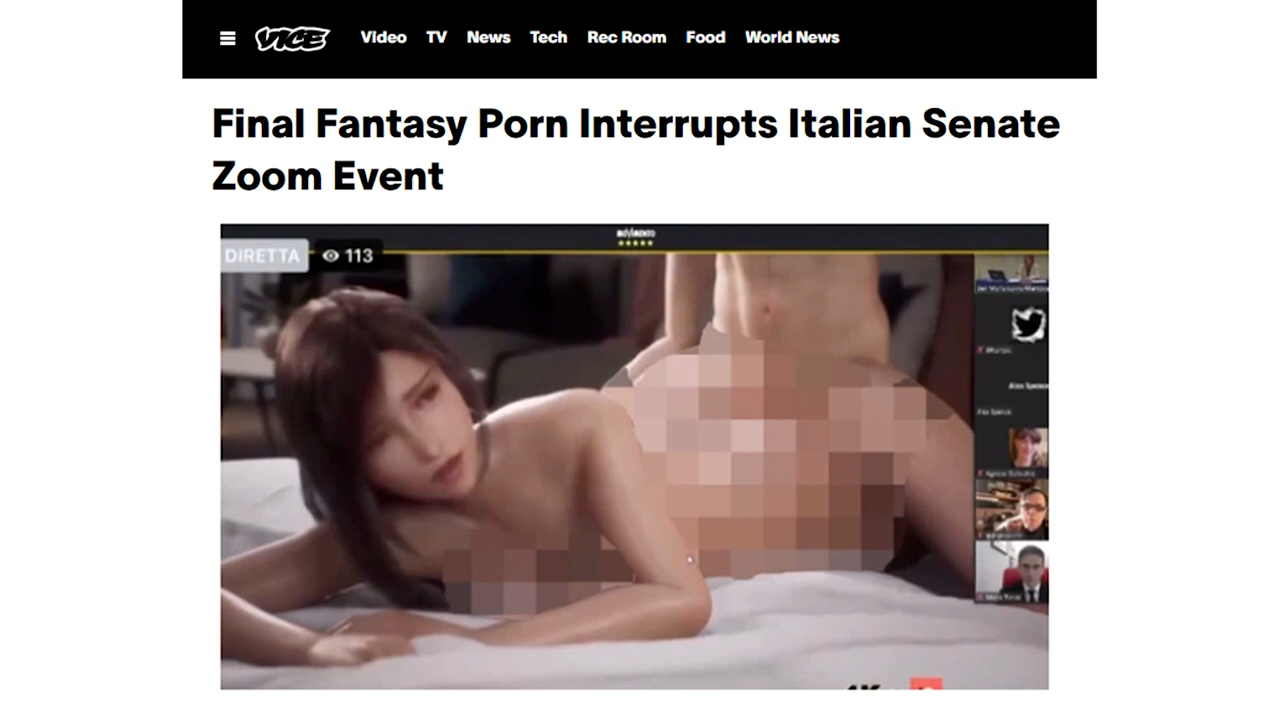 VICE
Video TV News Tech Rec Room Food World News
Final Fantasy Porn Interrupts Italian Senate
Zoom Event
DIRETTA 113